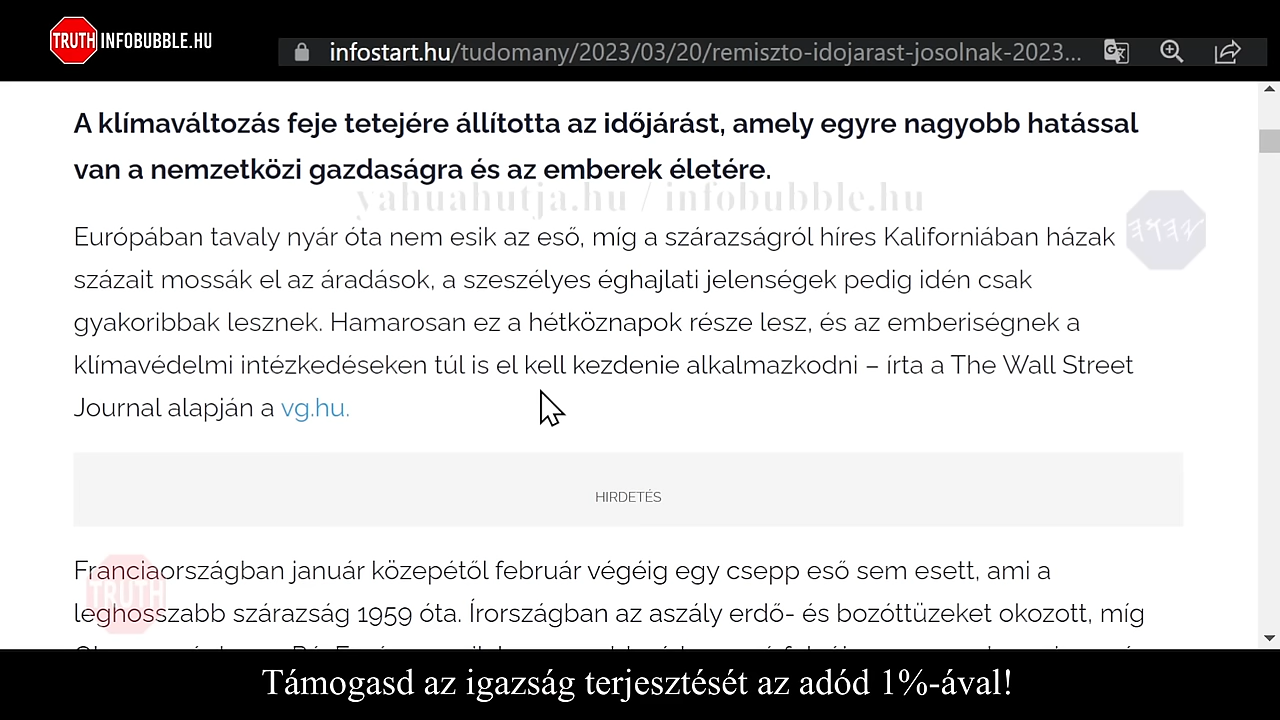 TRUTH INFOBUBBLE.HU
infostart.hu/tudomany/2023/03/20/remiszto-idojarast-josolnak-2023...
A klímaváltozás feje tetejére állította az időjárást, amely egyre nagyobb hatással
van a nemzetközi gazdaságra és az emberek életére.
yahuahutja.hu / infobubble.hu
Európában tavaly nyár óta nem esik az eső, míg a szárazságról híres Kaliforniában házak
százait mossák el az áradások, a szeszélyes éghajlati jelenségek pedig idén csak
gyakoribbak lesznek. Hamarosan ez a hétköznapok része lesz, és az emberiségnek a
klímavédelmi intézkedéseken túl is el kell kezdenie alkalmazkodni – írta a The Wall Street
Journal alapján a vg.hu.
HIRDETÉS
Franciaországban január közepétől február végéig egy csepp eső sem esett, ami a
TRUTH
leghosszabb szárazság 1959 óta. Írországban az aszály erdő- és bozóttüzeket okozott, míg
Támogasd az igazság terjesztését az adód 1%-ával!